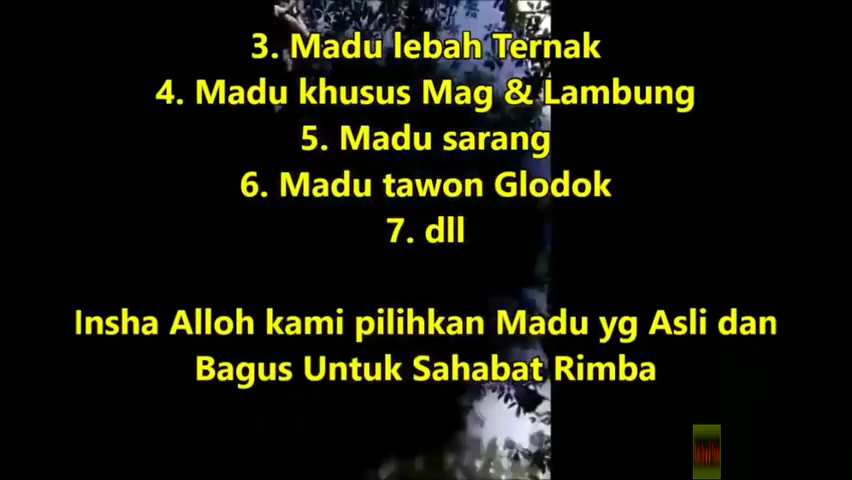 3. Madu lebah Ternak
4. Madu khusus Mag & Lambung
5. Madu sarang
6. Madu tawon Glodok
7. dll
Insha Alloh kami pilihkan Madu yg Asli dan
Bagus Untuk Sahabat Rimba